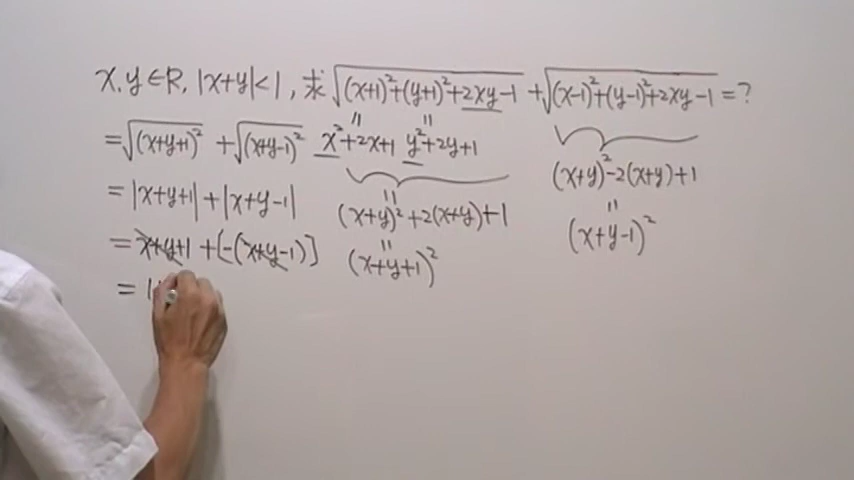 x, y ∈ R, |x+y|<1, 求 √((x+1)²+(y+1)²+2xy-1) + √((x-1)²+(y-1)²+2xy-1) = ?
= √((x+y+1)²) + √((x+y-1)²)
= |x+y+1| + |x+y-1|
= x+y+1 + [-(x+y-1)]
= 1
= x²+2x+1
= y²+2y+1
= (x+y)²+2(x+y)+1
= (x+y+1)²
(x+y)²-2(x+y)+1
= (x+y-1)²